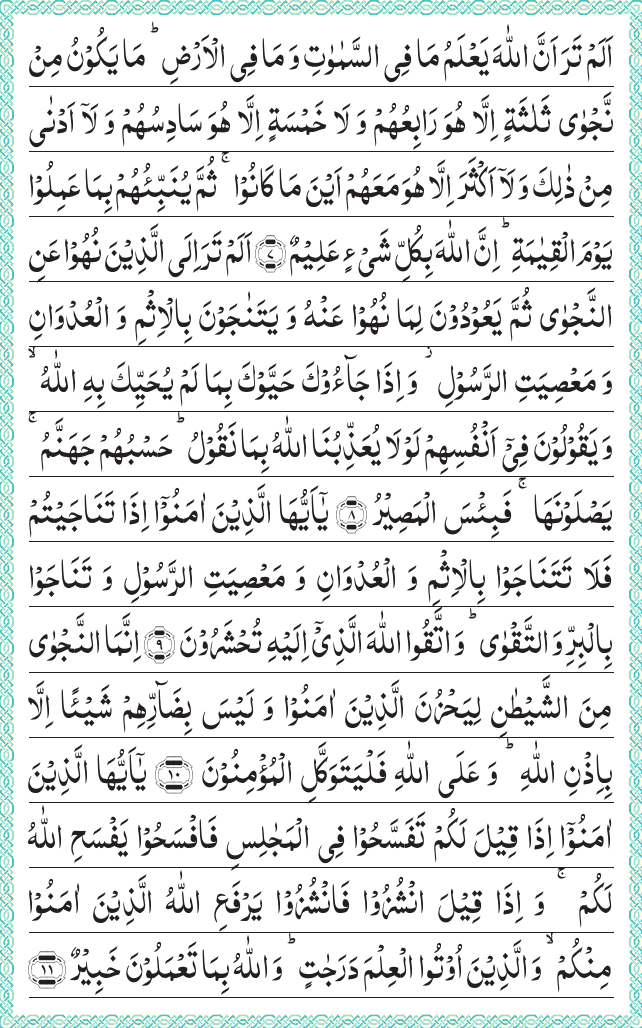 اَلَمْ تَرَ اَنَّ اللّٰهَ يَعْلَمُ مَا فِى السَّمٰوٰتِ وَ مَا فِى الْاَرْضِ ؕ مَا يَكُوْنُ مِنْ
نَّجْوٰى ثَلٰثَةٍ اِلَّا هُوَ رَابِعُهُمْ وَ لَا خَمْسَةٍ اِلَّا هُوَ سَادِسُهُمْ وَ لَاۤ اَدْنٰى
مِنْ ذٰلِكَ وَ لَاۤ اَكْثَرَ اِلَّا هُوَ مَعَهُمْ اَيْنَ مَا كَانُوْا ۚ ثُمَّ يُنَبِّئُهُمْ بِمَا عَمِلُوْا
يَوْمَ الْقِيٰمَةِ ؕ اِنَّ اللّٰهَ بِكُلِّ شَیْءٍ عَلِيْمٌ ﴿۷﴾ اَلَمْ تَرَ اِلَى الَّذِيْنَ نُهُوْا عَنِ
النَّجْوٰى ثُمَّ يَعُوْدُوْنَ لِمَا نُهُوْا عَنْهُ وَ يَتَنٰجَوْنَ بِالْاِثْمِ وَ الْعُدْوَانِ
وَ مَعْصِيَتِ الرَّسُوْلِ ؗ وَ اِذَا جَآءُوْكَ حَيَّوْكَ بِمَا لَمْ يُحَيِّكَ بِهِ اللّٰهُ ۙ
وَ يَقُوْلُوْنَ فِیْۤ اَنْفُسِهِمْ لَوْ لَا يُعَذِّبُنَا اللّٰهُ بِمَا نَقُوْلُ ؕ حَسْبُهُمْ جَهَنَّمُ ۚ
يَصْلَوْنَهَا ۚ فَبِئْسَ الْمَصِيْرُ ﴿۸﴾ يٰۤاَيُّهَا الَّذِيْنَ اٰمَنُوْۤا اِذَا تَنَاجَيْتُمْ
فَلَا تَتَنَاجَوْا بِالْاِثْمِ وَ الْعُدْوَانِ وَ مَعْصِيَتِ الرَّسُوْلِ وَ تَنَاجَوْا
بِالْبِرِّ وَ التَّقْوٰى ؕ وَ اتَّقُوا اللّٰهَ الَّذِیْۤ اِلَيْهِ تُحْشَرُوْنَ ﴿۹﴾ اِنَّمَا النَّجْوٰى
مِنَ الشَّيْطٰنِ لِيَحْزُنَ الَّذِيْنَ اٰمَنُوْا وَ لَيْسَ بِضَآرِّهِمْ شَيْـًٔا اِلَّا
بِاِذْنِ اللّٰهِ ؕ وَ عَلَى اللّٰهِ فَلْيَتَوَكَّلِ الْمُؤْمِنُوْنَ ﴿۱۰﴾ يٰۤاَيُّهَا الَّذِيْنَ
اٰمَنُوْۤا اِذَا قِيْلَ لَكُمْ تَفَسَّحُوْا فِى الْمَجٰلِسِ فَافْسَحُوْا يَفْسَحِ اللّٰهُ
لَكُمْ ۚ وَ اِذَا قِيْلَ انْشُزُوْا فَانْشُزُوْا يَرْفَعِ اللّٰهُ الَّذِيْنَ اٰمَنُوْا
مِنْكُمْ ۙ وَ الَّذِيْنَ اُوْتُوا الْعِلْمَ دَرَجٰتٍ ؕ وَ اللّٰهُ بِمَا تَعْمَلُوْنَ خَبِيْرٌ ﴿۱۱﴾